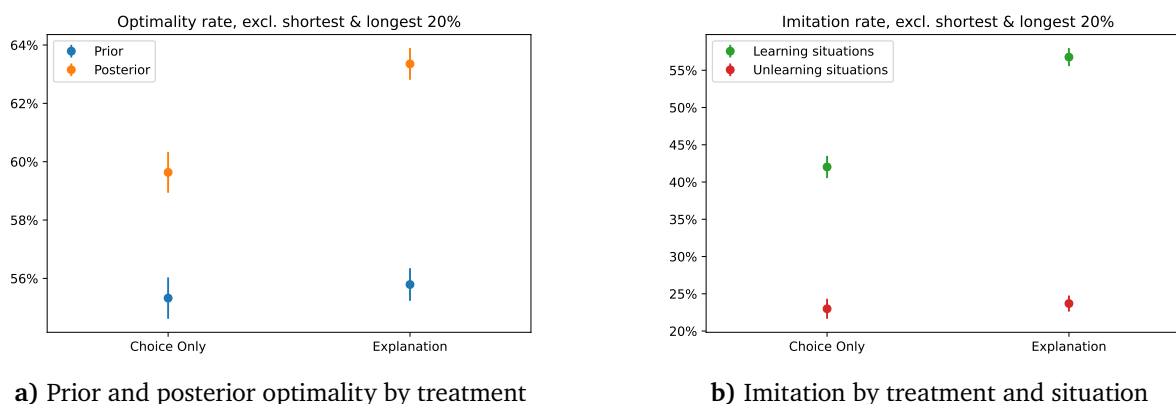 Optimality rate, excl. shortest & longest 20%
Prior
Posterior
64%
62%
60%
58%
56%
Choice Only
Explanation
a) Prior and posterior optimality by treatment
Imitation rate, excl. shortest & longest 20%
Learning situations
Unlearning situations
55%
50%
45%
40%
35%
30%
25%
20%
Choice Only
Explanation
b) Imitation by treatment and situation